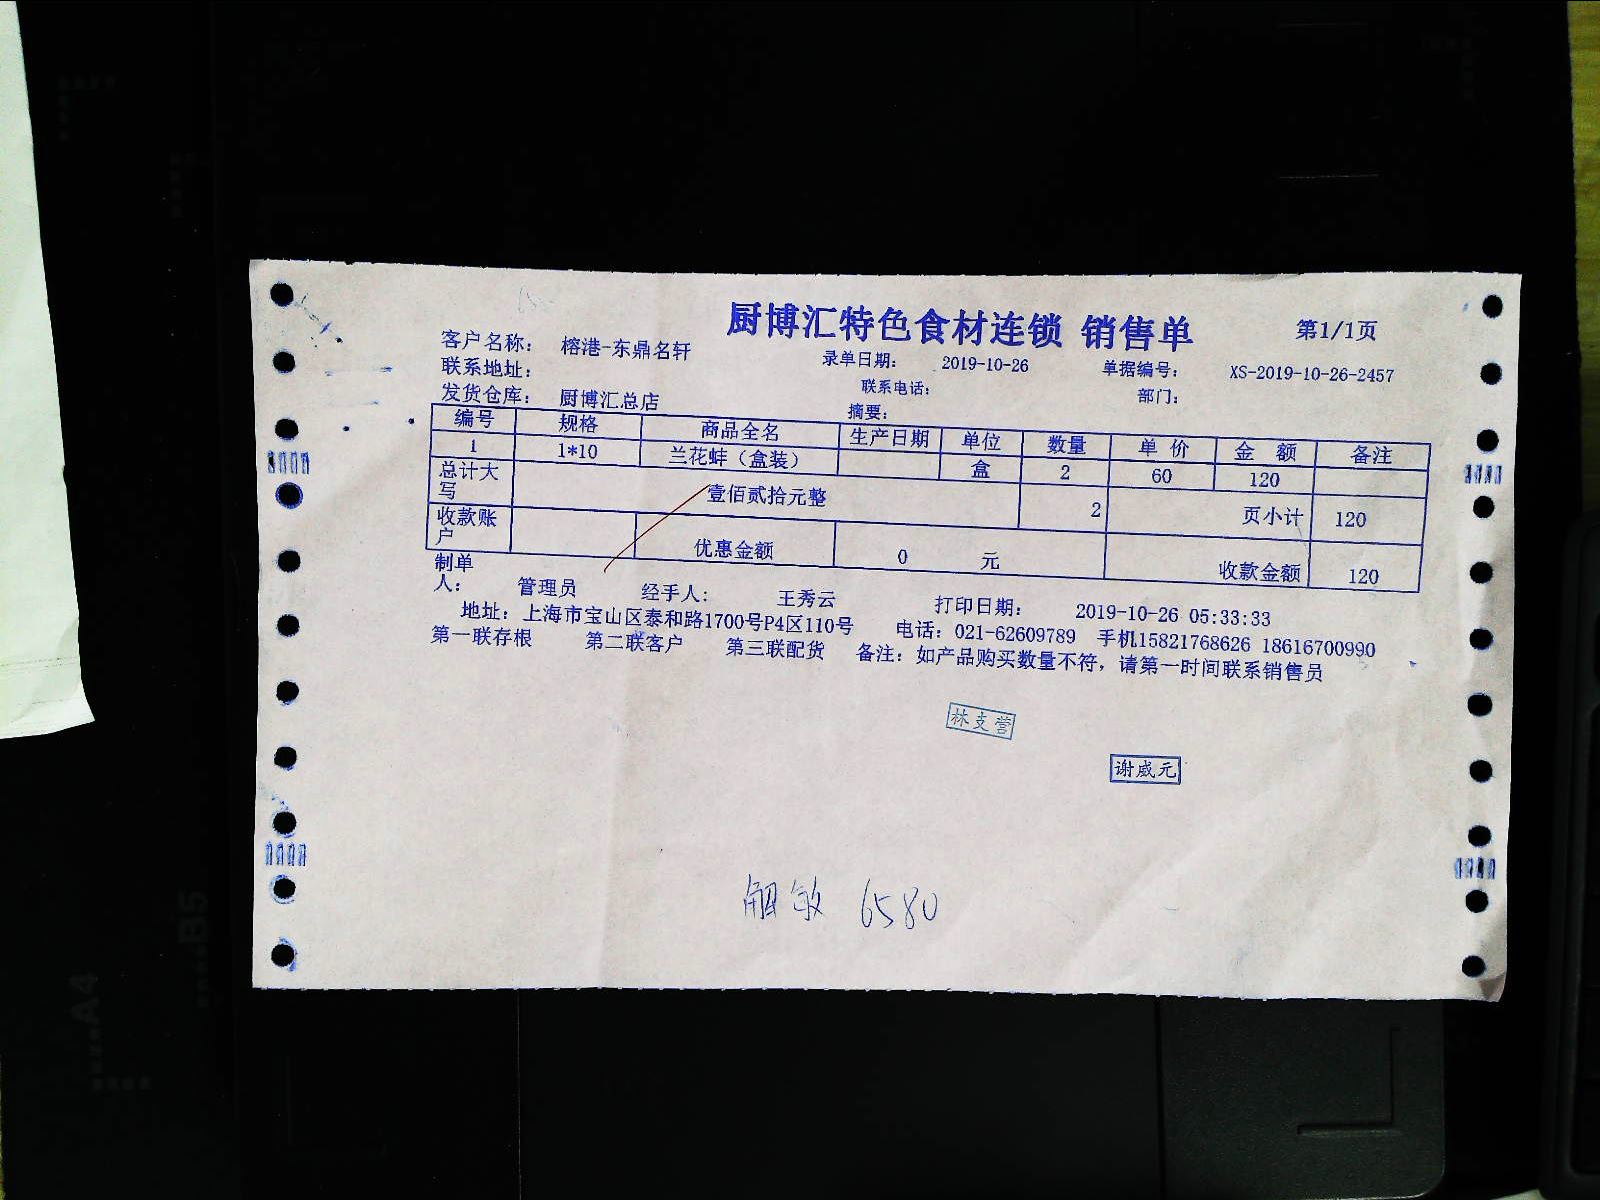 厨博汇特色食材连锁 销售单 第1/1页
客户名称: 榕港-东鼎名轩 录单日期: 2019-10-26 单据编号: XS-2019-10-26-2457
联系地址: 联系电话: 部门:
发货仓库: 厨博汇总店 摘要:
编号 规格 商品全名 生产日期 单位 数量 单价 金额 备注
1 1*10 兰花蚌（盒装） 盒 2 60 120
总计大写 壹佰贰拾元整 2 页小计 120
收款账户 优惠金额 0 元 收款金额 120
制单人: 管理员 经手人: 王秀云 打印日期: 2019-10-26 05:33:33
地址: 上海市宝山区泰和路1700号P4区110号 电话: 021-62609789 手机15821768626 18616700990
第一联存根 第二联客户 第三联配货 备注: 如产品购买数量不符, 请第一时间联系销售员
林支营
谢威元
解敏 6580
B5
A4